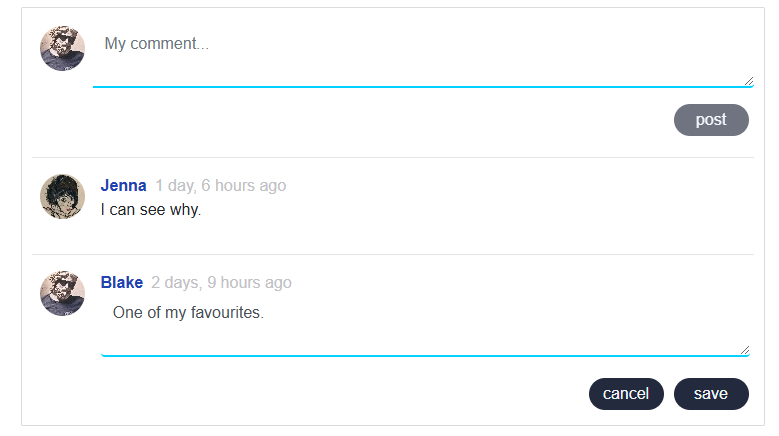 My comment...
post
Jenna 1 day, 6 hours ago
I can see why.
Blake 2 days, 9 hours ago
One of my favourites.
cancel save